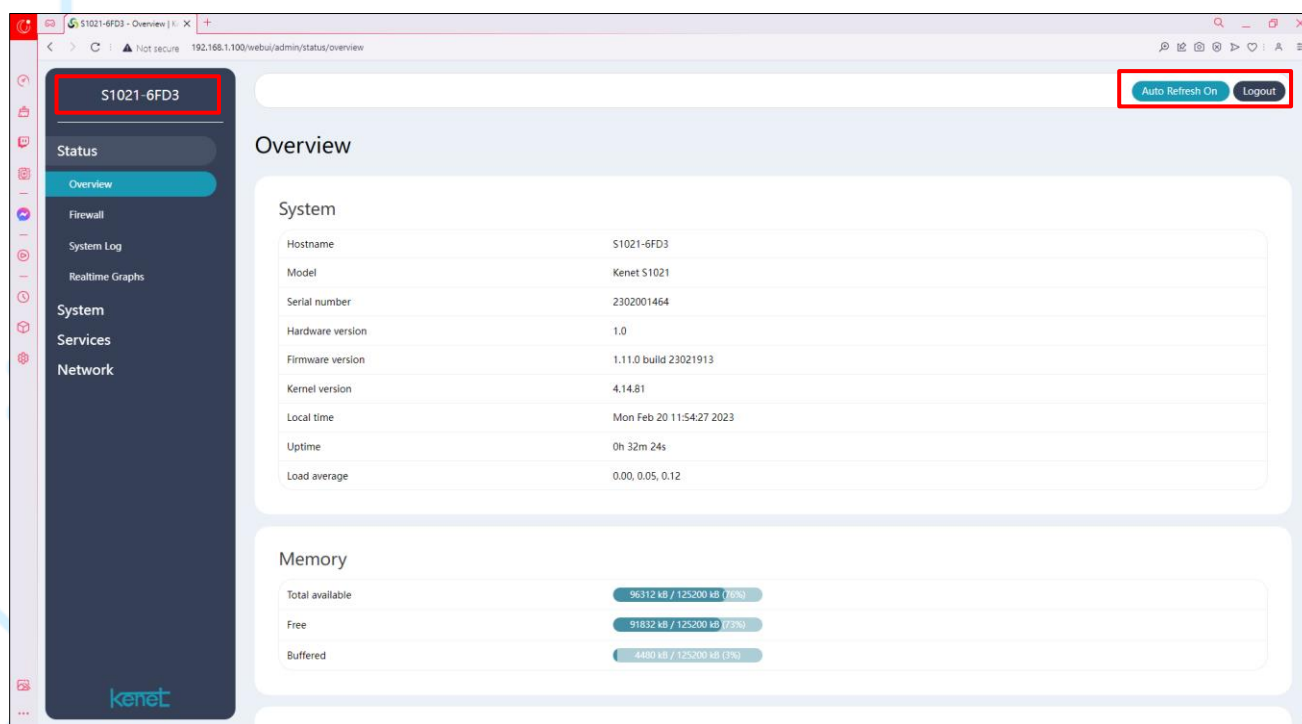 S1021-6FD3 - Overview | K
Not secure 192.168.1.100/webui/admin/status/overview
S1021-6FD3
Auto Refresh On Logout
Status
Overview
Firewall
System Log
Realtime Graphs
System
Services
Network
kenet
Overview
System
Hostname S1021-6FD3
Model Kenet S1021
Serial number 2302001464
Hardware version 1.0
Firmware version 1.11.0 build 23021913
Kernel version 4.14.81
Local time Mon Feb 20 11:54:27 2023
Uptime 0h 32m 24s
Load average 0.00, 0.05, 0.12
Memory
Total available 96312 kB / 125200 kB (76%)
Free 91832 kB / 125200 kB (73%)
Buffered 4480 kB / 125200 kB (3%)